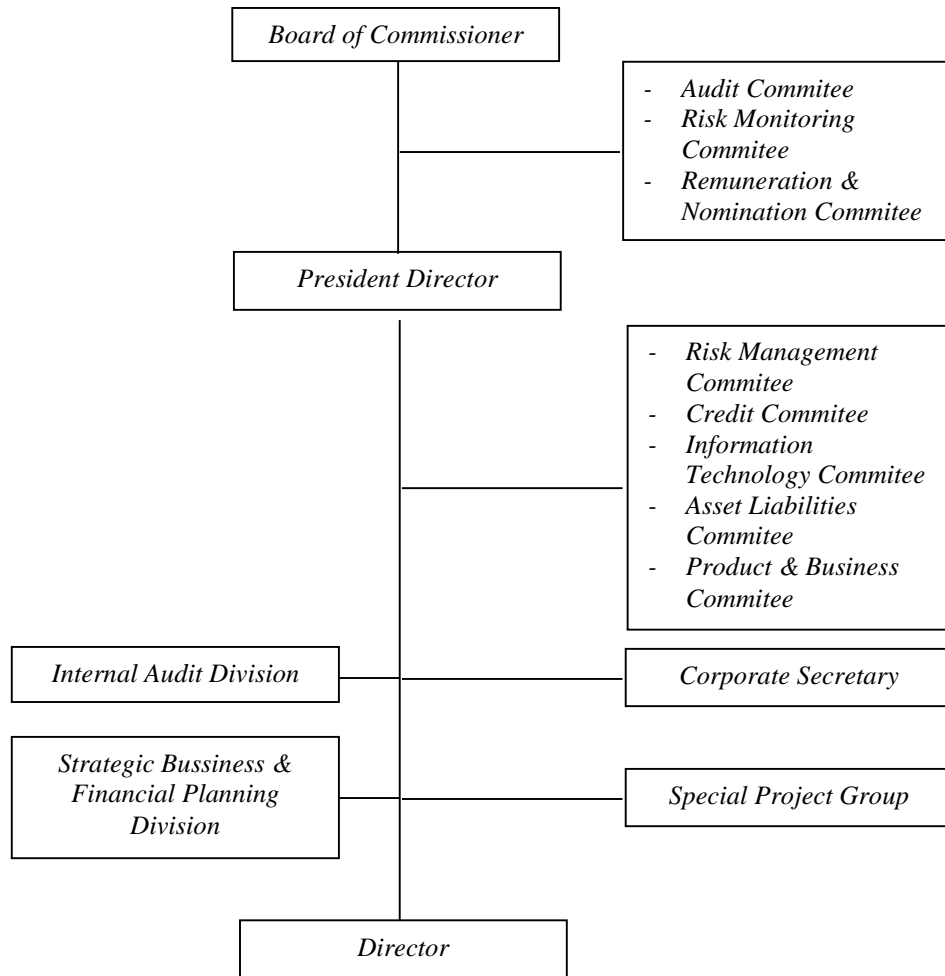 Board of Commissioner
- Audit Commitee
- Risk Monitoring
Commitee
- Remuneration &
Nomination Commitee
President Director
- Risk Management
Commitee
- Credit Commitee
- Information
Technology Commitee
- Asset Liabilities
Commitee
- Product & Business
Commitee
Internal Audit Division
Corporate Secretary
Strategic Bussiness &
Financial Planning
Division
Special Project Group
Director